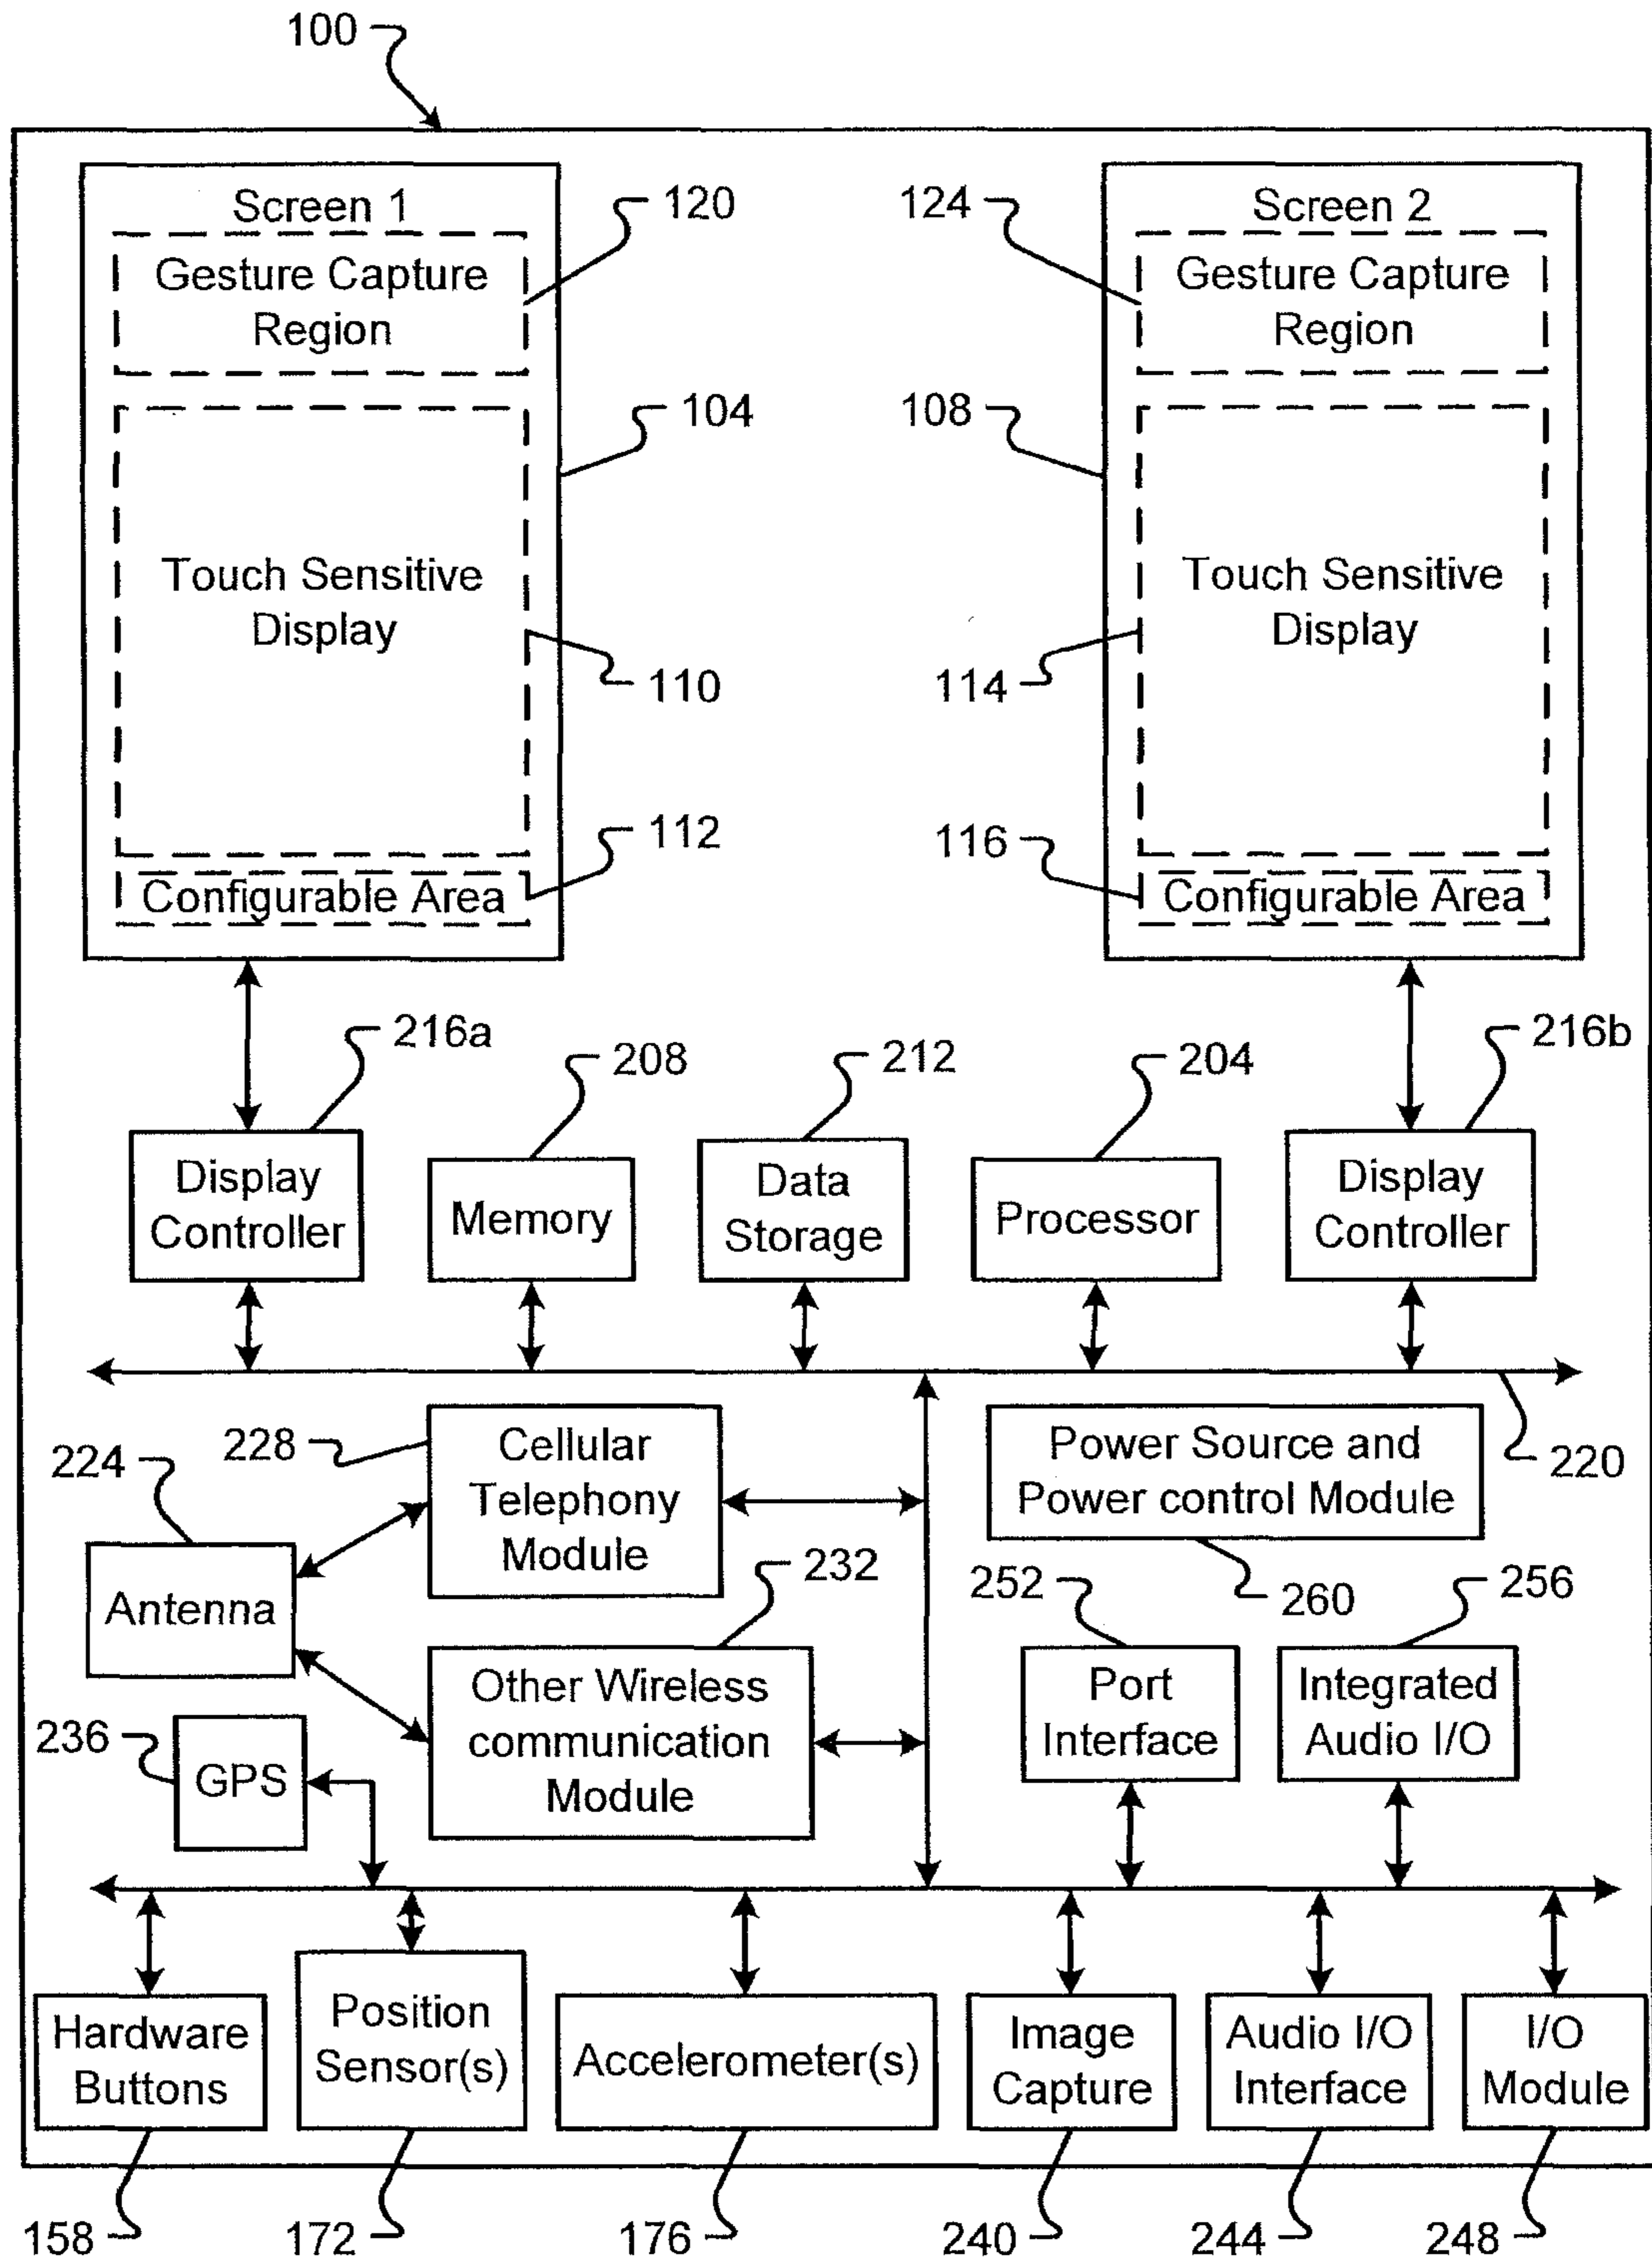 100
Screen 1
Gesture Capture
Region
120
Touch Sensitive
Display
104
110
112
Configurable Area
Screen 2
124
Gesture Capture
Region
108
Touch Sensitive
Display
114
116
Configurable Area
216a
208
212
204
216b
Display
Controller
Memory
Data
Storage
Processor
Display
Controller
220
228
Cellular
Telephony
Module
Power Source and
Power control Module
260
224
Antenna
232
Other Wireless
communication
Module
252
Port
Interface
256
Integrated
Audio I/O
236
GPS
Hardware
Buttons
Position
Sensor(s)
Accelerometer(s)
Image
Capture
Audio I/O
Interface
I/O
Module
158
172
176
240
244
248